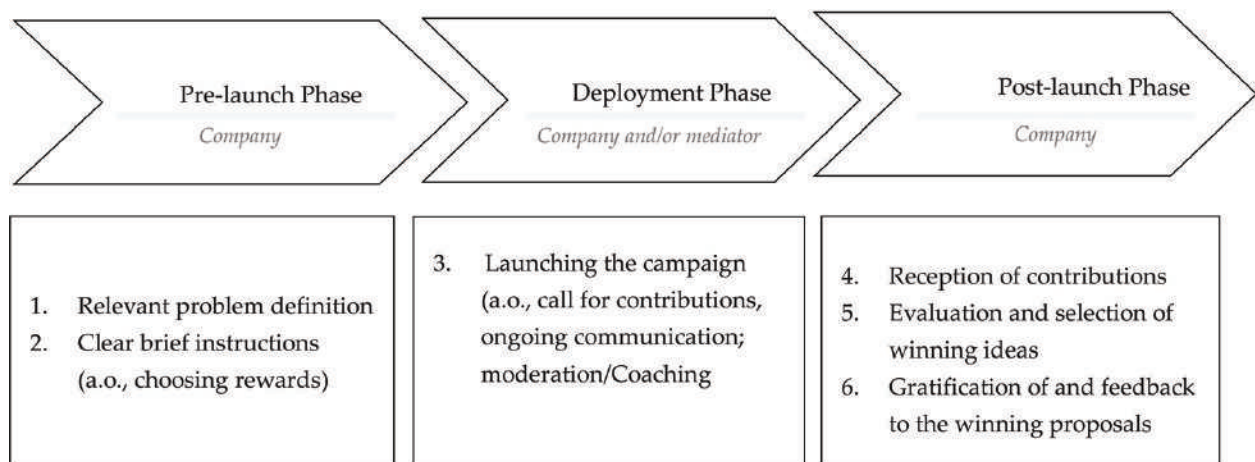 Pre-launch Phase
Company
Deployment Phase
Company and/or mediator
Post-launch Phase
Company
1. Relevant problem definition
2. Clear brief instructions
(a.o., choosing rewards)
3. Launching the campaign
(a.o., call for contributions,
ongoing communication;
moderation/Coaching
4. Reception of contributions
5. Evaluation and selection of
winning ideas
6. Gratification of and feedback
to the winning proposals